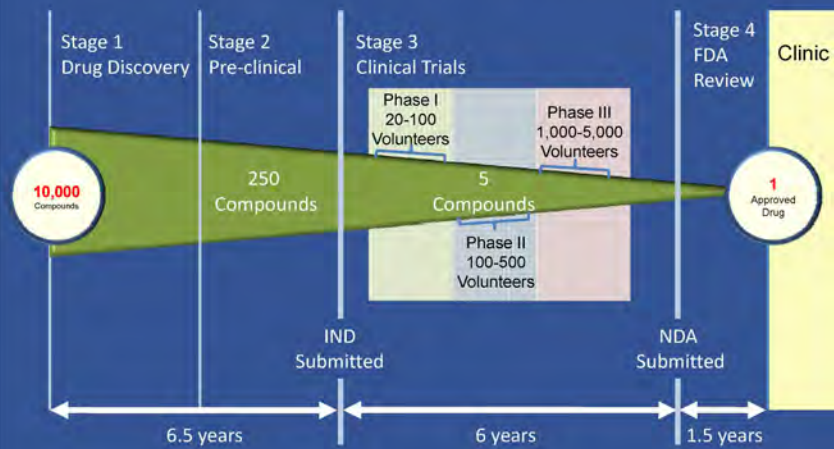 Stage 1
Drug Discovery
Stage 2
Pre-clinical
Stage 3
Clinical Trials
Stage 4
FDA
Review
Clinic
Phase I
20-100
Volunteers
Phase III
1,000-5,000
Volunteers
10,000
Compounds
250
Compounds
5
Compounds
1
Approved
Drug
Phase II
100-500
Volunteers
IND
Submitted
NDA
Submitted
6.5 years
6 years
1.5 years